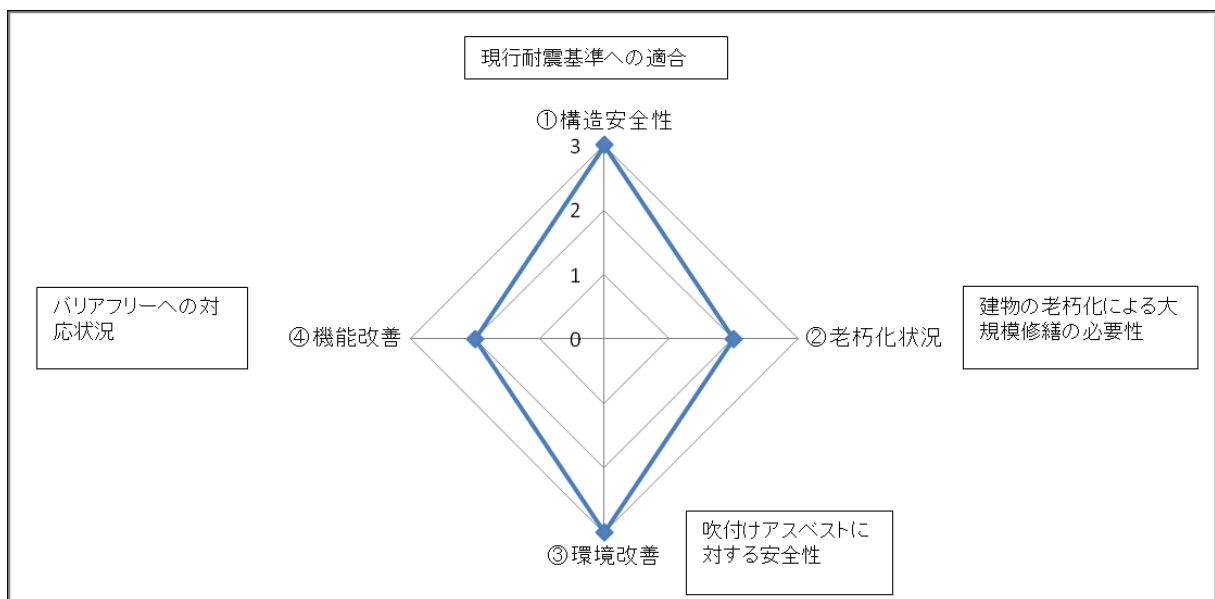 現行耐震基準への適合
①構造安全性
3
2
1
0
バリアフリーへの対
応状況
④機能改善
②老朽化状況
建物の老朽化による大
規模修繕の必要性
③環境改善
吹付けアスベストに
対する安全性